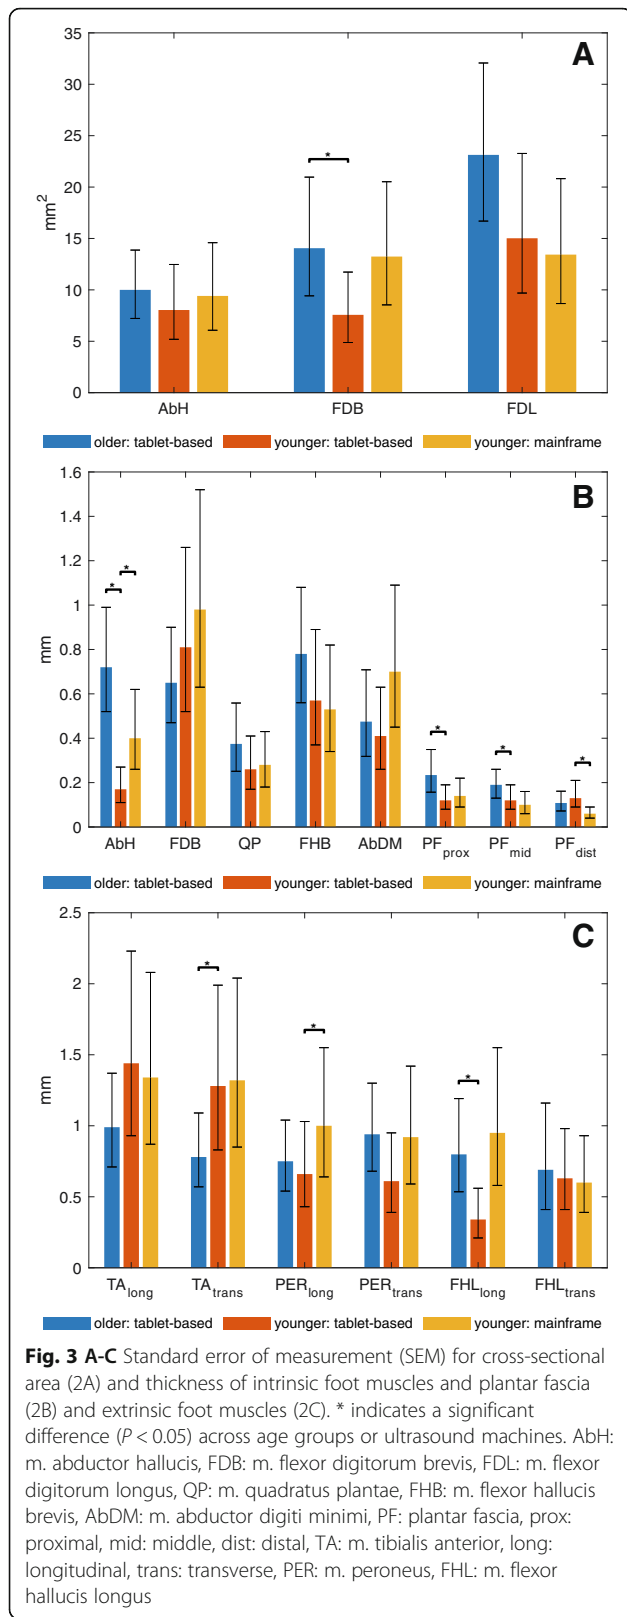 A
35
30
25
20
15
10
5
0
mm2
*
AbH FDB FDL
older: tablet-based younger: tablet-based younger: mainframe
B
1.6
1.4
1.2
1
0.8
0.6
0.4
0.2
0
mm
* * * * *
AbH FDB QP FHB AbDM PFprox PFmid PFdist
older: tablet-based younger: tablet-based younger: mainframe
C
2.5
2
1.5
1
0.5
0
mm
* * *
TAlong TAtrans PERlong PERtrans FHLlong FHLtrans
older: tablet-based younger: tablet-based younger: mainframe
Fig. 3 A-C Standard error of measurement (SEM) for cross-sectional
area (2A) and thickness of intrinsic foot muscles and plantar fascia
(2B) and extrinsic foot muscles (2C). * indicates a significant
difference (P < 0.05) across age groups or ultrasound machines. AbH:
m. abductor hallucis, FDB: m. flexor digitorum brevis, FDL: m. flexor
digitorum longus, QP: m. quadratus plantae, FHB: m. flexor hallucis
brevis, AbDM: m. abductor digiti minimi, PF: plantar fascia, prox:
proximal, mid: middle, dist: distal, TA: m. tibialis anterior, long:
longitudinal, trans: transverse, PER: m. peroneus, FHL: m. flexor
hallucis longus